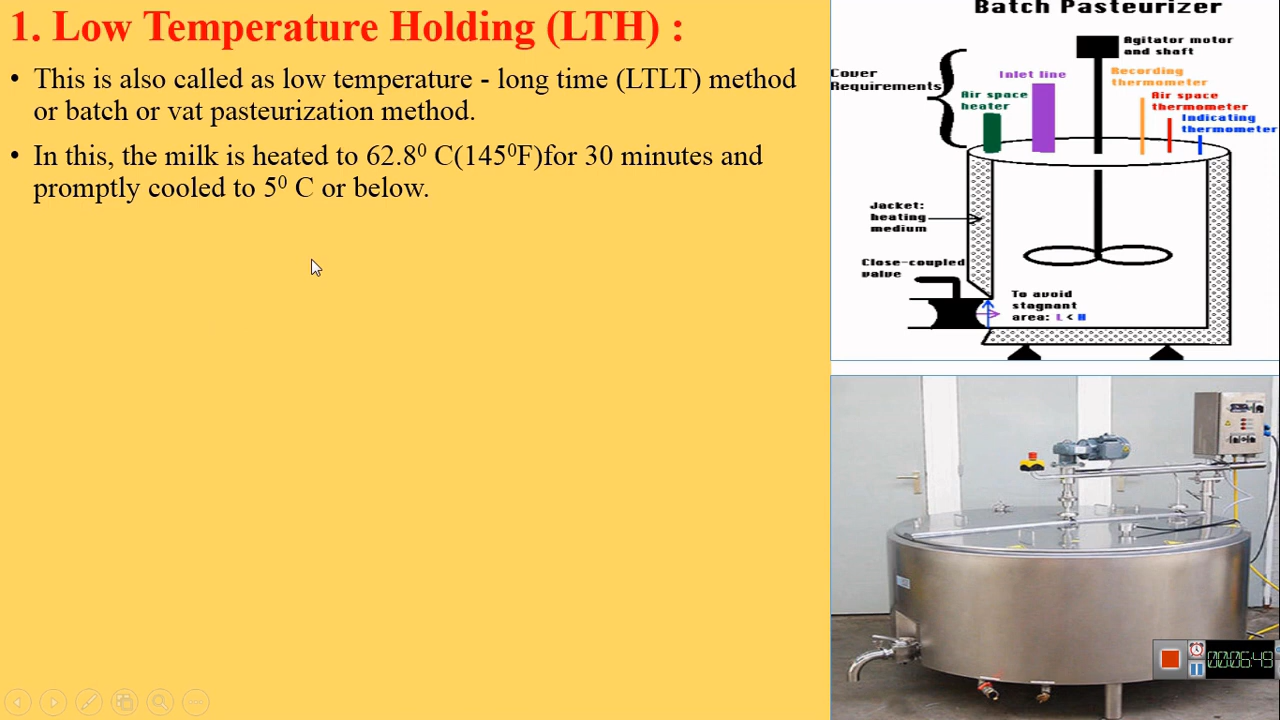 1. Low Temperature Holding (LTH) :
• This is also called as low temperature - long time (LTLT) method
or batch or vat pasteurization method.
• In this, the milk is heated to 62.8⁰ C(145⁰F)for 30 minutes and
promptly cooled to 5⁰ C or below.
Batch Pasteurizer
Agitator motor
and shaft
Cover
Requirements
Inlet line
Recording
thermometer
Air space
heater
Air space
thermometer
Indicating
thermometer
Jacket:
heating
medium
Close-coupled
valve
To avoid
stagnant
area: L < H
00:06:49